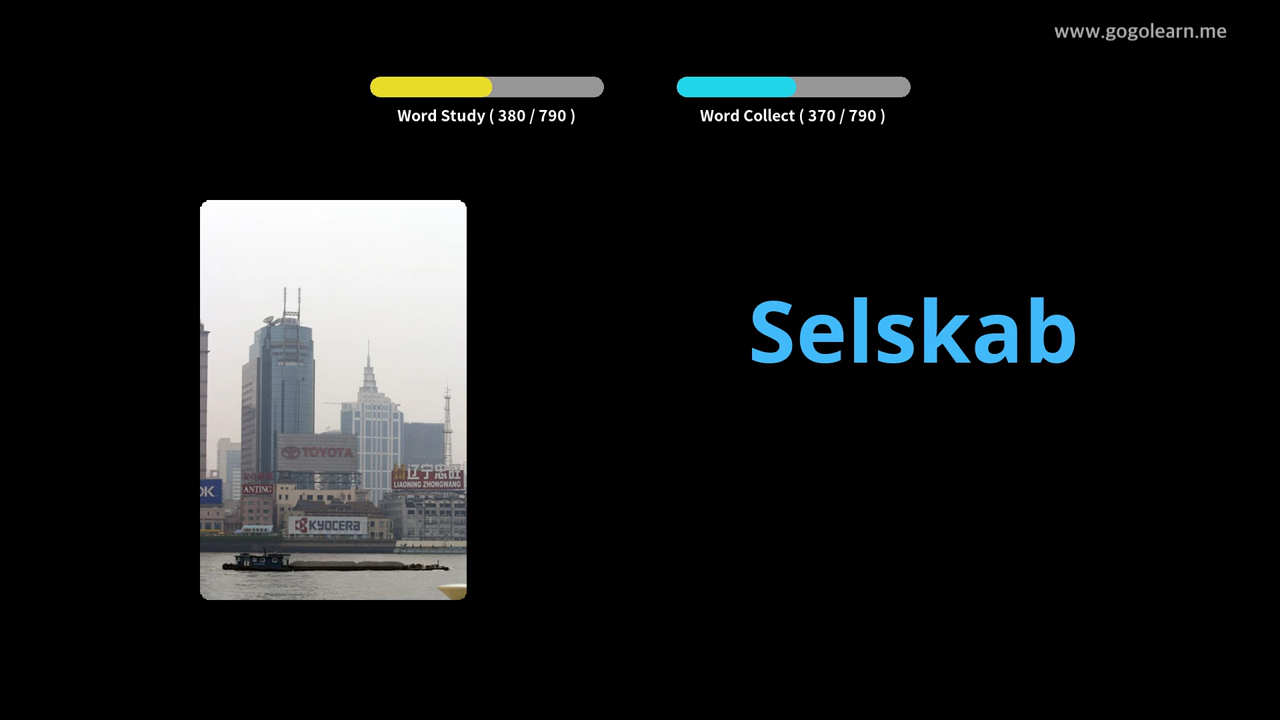 www.gogolearn.me
Word Study ( 380 / 790 )
Word Collect ( 370 / 790 )
Selskab
TOYOTA
辽宁忠旺
LIAONING ZHONGWANG
OK
ANTING
KYOCERA